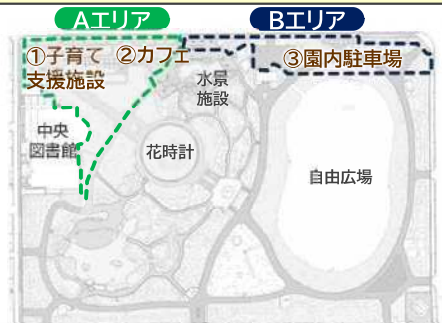 Aエリア
Bエリア
①子育て
支援施設
②カフェ
③園内駐車場
水景
施設
中央
図書館
花時計
自由広場